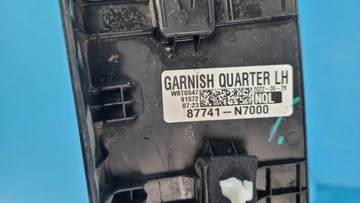 GARNISH QUARTER LH
W6T0547 2022-06-29
91572
87:23 NOL
87741-N7000